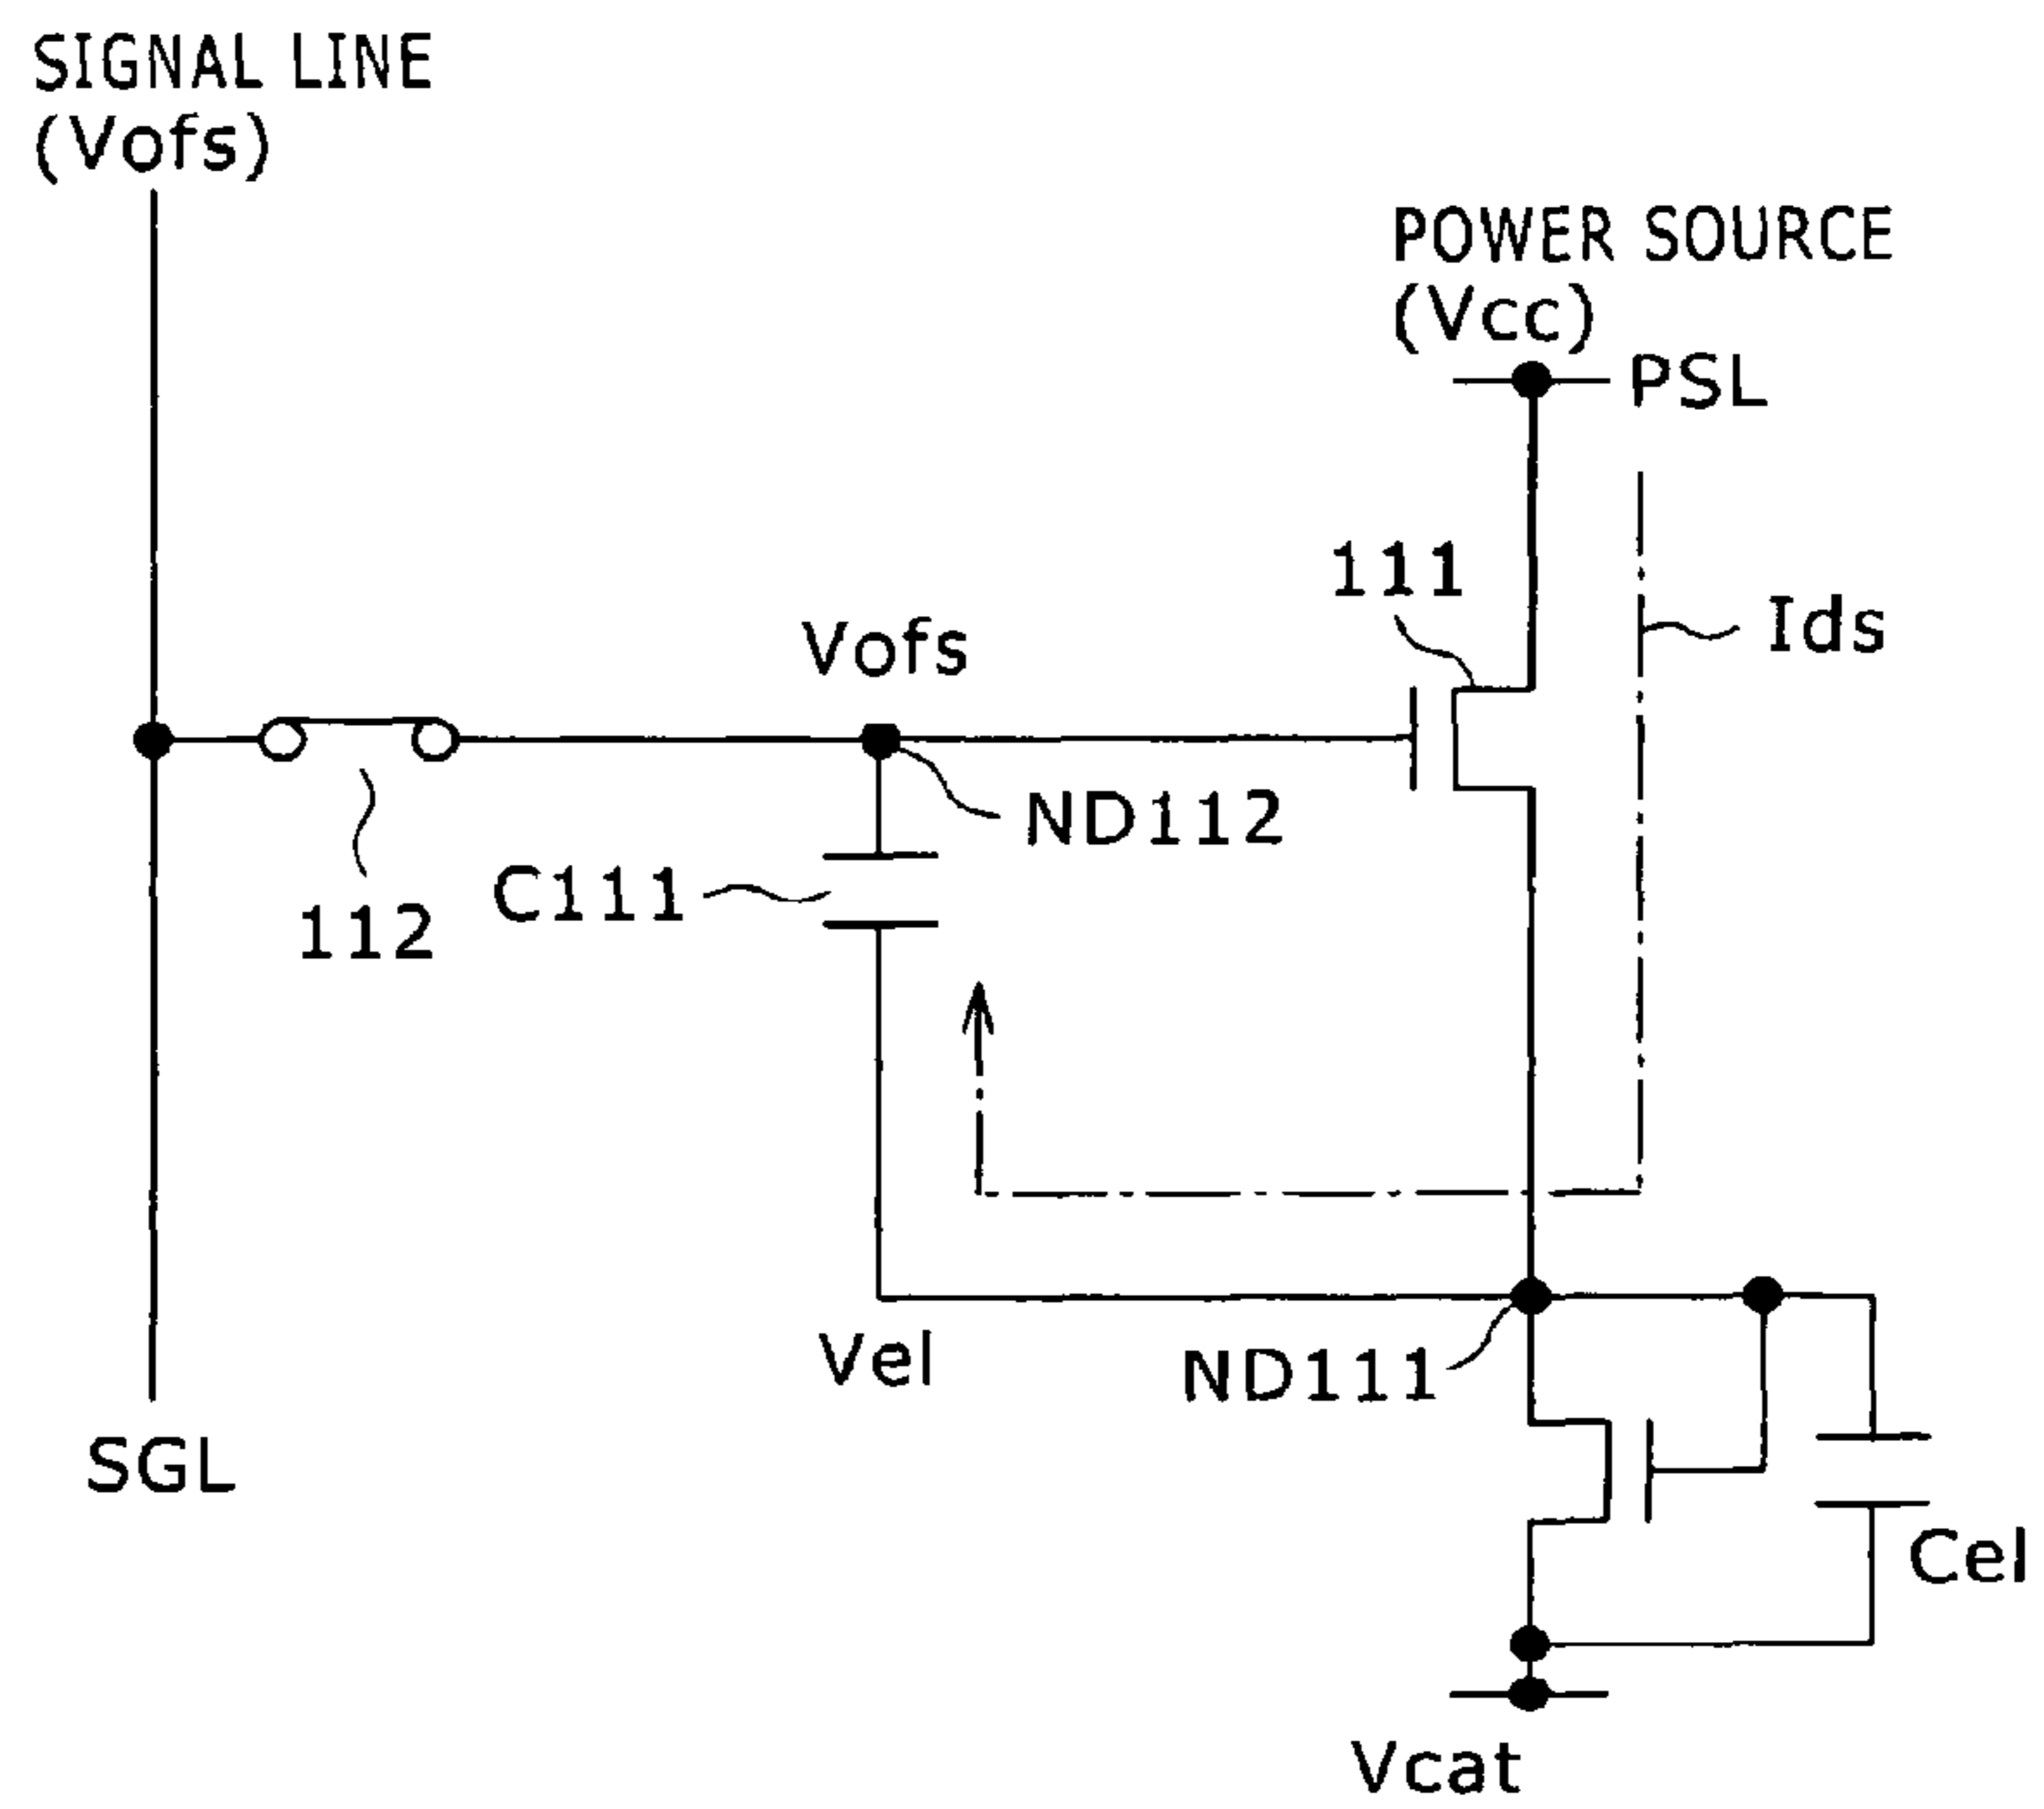 SIGNAL LINE
(Vofs)
POWER SOURCE
(Vcc)
PSL
111
Ids
Vofs
ND112
C111
112
Vel
ND111
SGL
Cel
Vcat